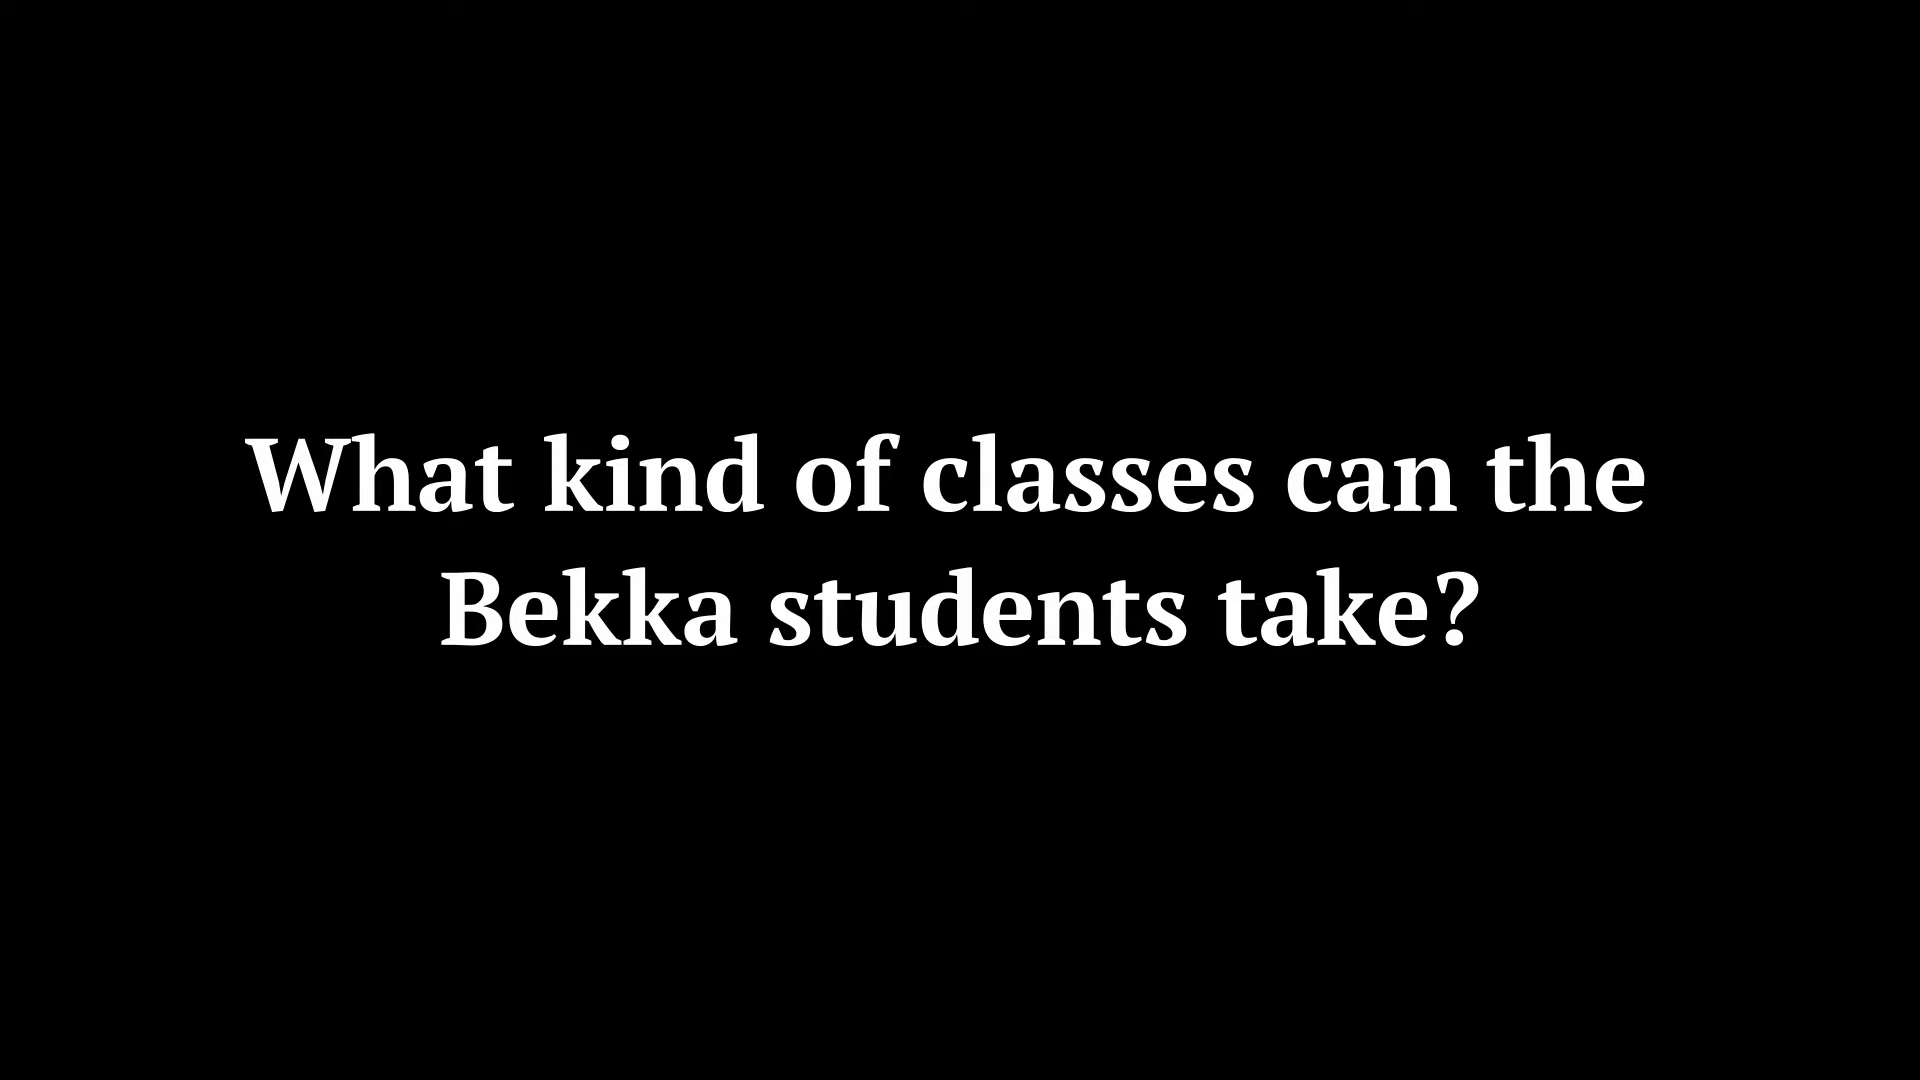 What kind of classes can the
Bekka students take?